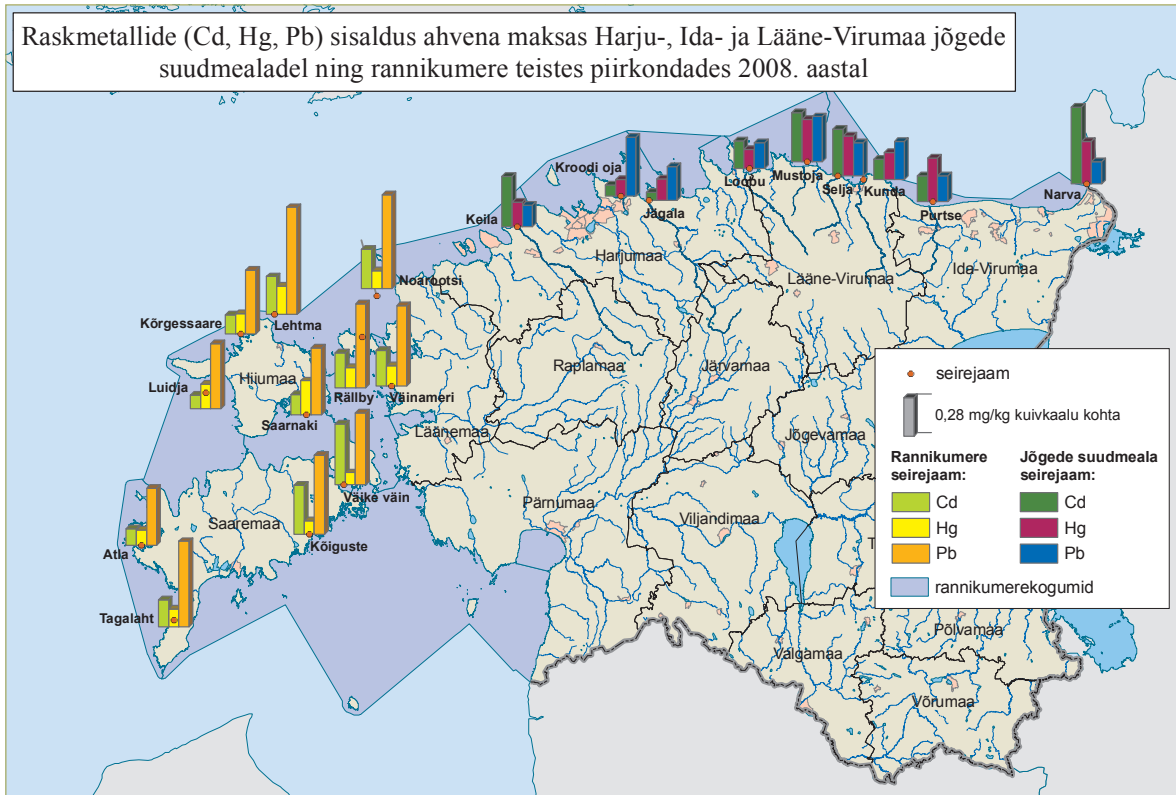 Raskmetallide (Cd, Hg, Pb) sisaldus ahvena maksas Harju-, Ida- ja Lääne-Virumaa jõgede
suudmealadel ning rannikumere teistes piirkondades 2008. aastal
Kroodi oja
Keila
Jägala
Loobu
Mustoja
Selja
Kunda
Purtse
Narva
Harjumaa
Lääne-Virumaa
Ida-Virumaa
Noarootsi
Kõrgessaare
Lehtma
Luidja
Hiiumaa
Saarnaki
Rällby
Väinameri
Raplamaa
Järvamaa
Läänemaa
Jõgevamaa
Väike väin
Pärnumaa
Viljandimaa
Saaremaa
Kõiguste
Atla
Tagalaht
T
Valgamaa
Põlvamaa
Võrumaa
seirejaam
0,28 mg/kg kuivkaalu kohta
Rannikumere
seirejaam:
Cd
Hg
Pb
Jõgede suudmeala
seirejaam:
Cd
Hg
Pb
rannikumerekogumid